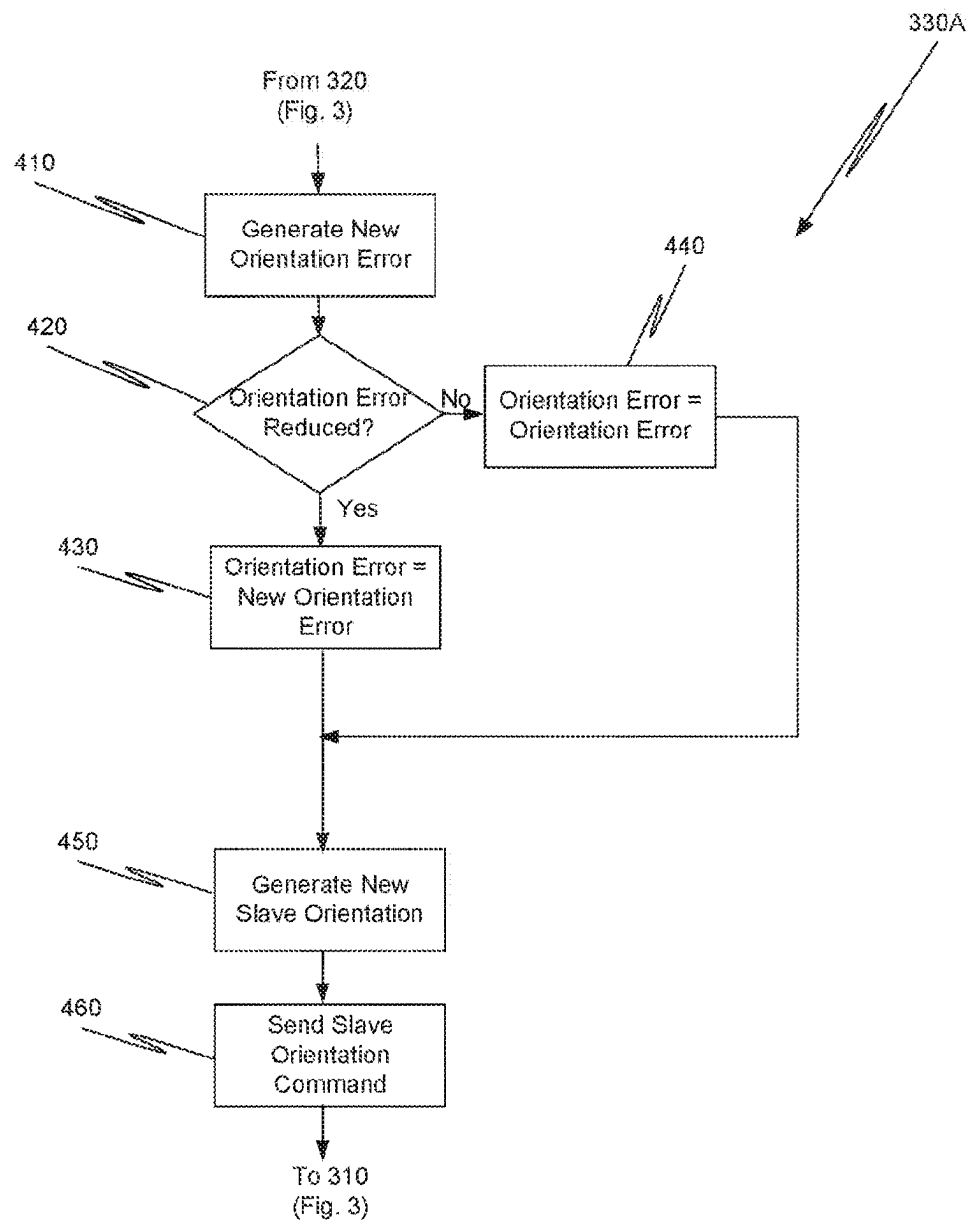 330A
From 320
(Fig. 3)
410
Generate New
Orientation Error
440
420
Orientation Error
Reduced?
No
Orientation Error =
Orientation Error
Yes
430
Orientation Error =
New Orientation
Error
450
Generate New
Slave Orientation
460
Send Slave
Orientation
Command
To 310
(Fig. 3)